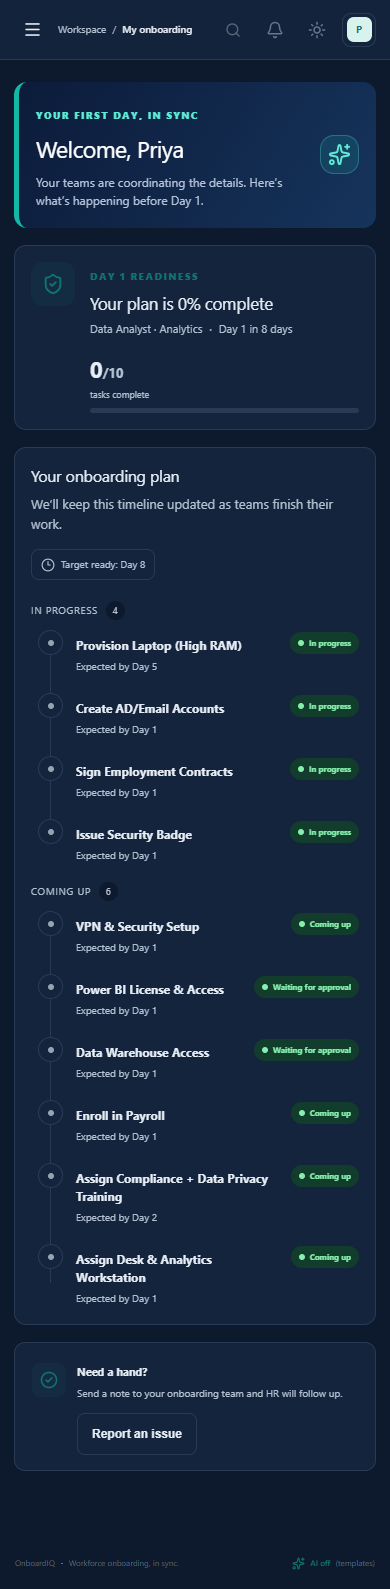 Workspace / My onboarding
P
YOUR FIRST DAY, IN SYNC
Welcome, Priya
Your teams are coordinating the details. Here's
what's happening before Day 1.
DAY 1 READINESS
Your plan is 0% complete
Data Analyst · Analytics · Day 1 in 8 days
0/10
tasks complete
Your onboarding plan
We'll keep this timeline updated as teams finish their
work.
Target ready: Day 8
IN PROGRESS 4
Provision Laptop (High RAM)
In progress
Expected by Day 5
Create AD/Email Accounts
In progress
Expected by Day 1
Sign Employment Contracts
In progress
Expected by Day 1
Issue Security Badge
In progress
Expected by Day 1
COMING UP 6
VPN & Security Setup
Coming up
Expected by Day 1
Power BI License & Access
Waiting for approval
Expected by Day 1
Data Warehouse Access
Waiting for approval
Expected by Day 1
Enroll in Payroll
Coming up
Expected by Day 1
Assign Compliance + Data Privacy
Training
Coming up
Expected by Day 2
Assign Desk & Analytics
Workstation
Coming up
Expected by Day 1
Need a hand?
Send a note to your onboarding team and HR will follow up.
Report an issue
OnboardIQ · Workforce onboarding, in sync.
AI off (templates)